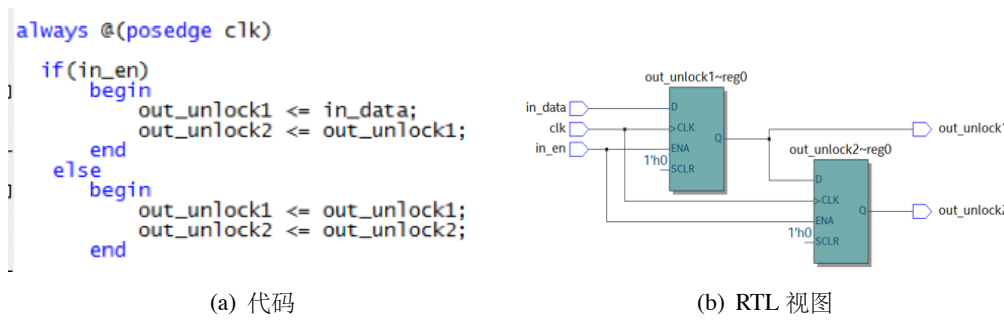 always @(posedge clk)
if(in_en)
begin
out_unlock1 <= in_data;
out_unlock2 <= out_unlock1;
end
else
begin
out_unlock1 <= out_unlock1;
out_unlock2 <= out_unlock2;
end
(a) 代码
out_unlock1~reg0
in_data
clk
in_en
1'h0
D
CLK
ENA
SCLR
Q
out_unlock1
out_unlock2~reg0
1'h0
D
CLK
ENA
SCLR
Q
out_unlock2
(b) RTL 视图